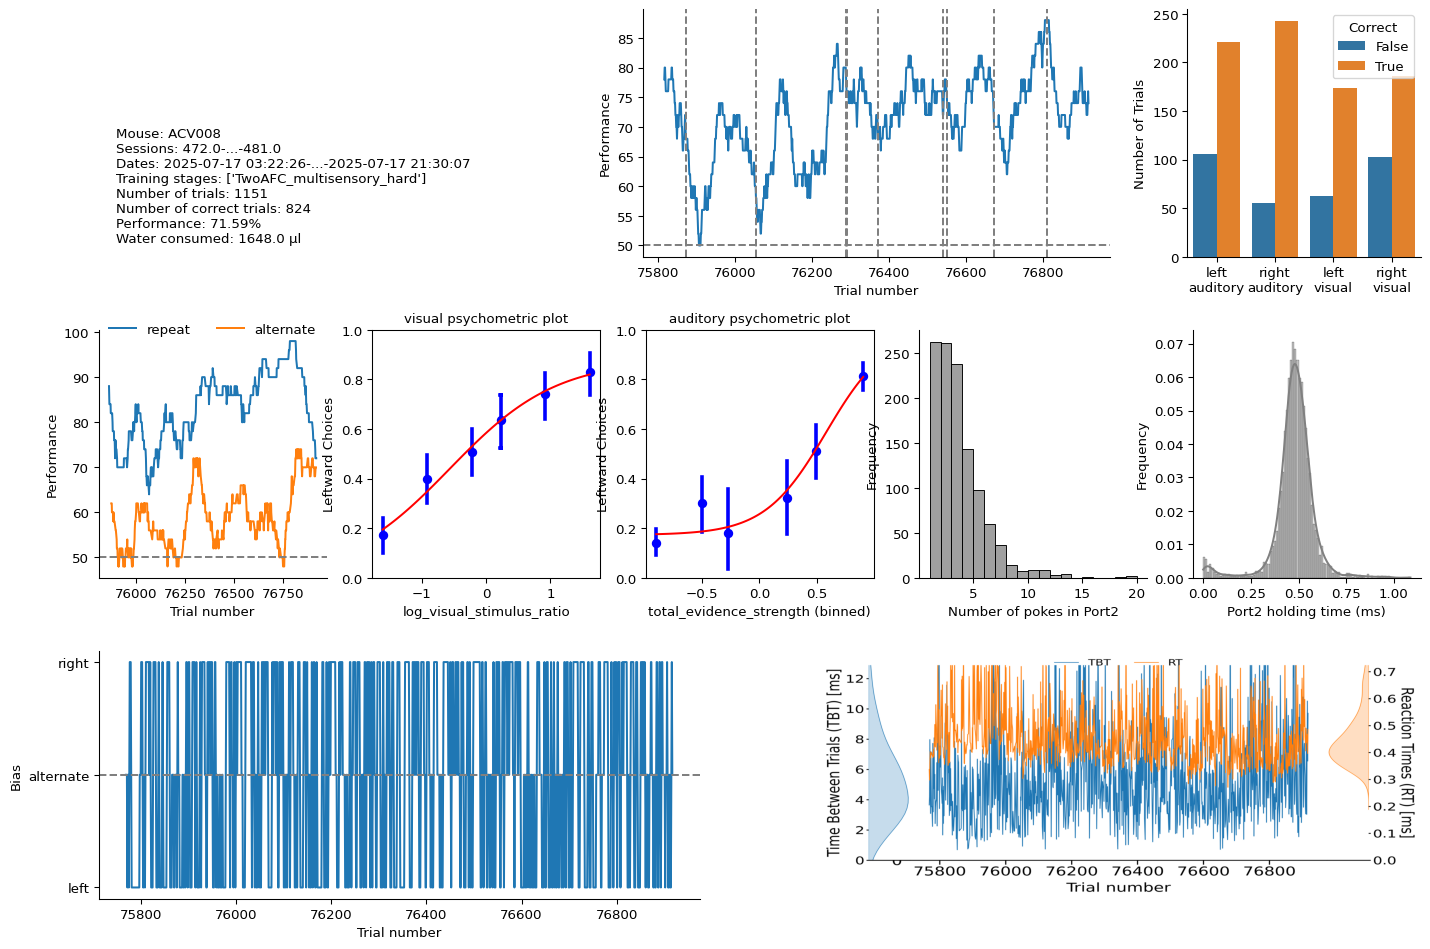 Mouse: ACV008
Sessions: 472.0-...-481.0
Dates: 2025-07-17 03:22:26-...-2025-07-17 21:30:07
Training stages: ['TwoAFC_multisensory_hard']
Number of trials: 1151
Number of correct trials: 824
Performance: 71.59%
Water consumed: 1648.0 µl
Performance
85
80
75
70
65
60
55
50
75800 76000 76200 76400 76600 76800
Trial number
Number of Trials
250
200
150
100
50
0
Correct
False
True
left auditory
right auditory
left visual
right visual
repeat alternate
Performance
100
90
80
70
60
50
76000 76250 76500 76750
Trial number
visual psychometric plot
Leftward Choices
1.0
0.8
0.6
0.4
0.2
0.0
−1 0 1
log_visual_stimulus_ratio
auditory psychometric plot
Leftward Choices
1.0
0.8
0.6
0.4
0.2
0.0
−0.5 0.0 0.5
total_evidence_strength (binned)
Frequency
250
200
150
100
50
0
5 10 15 20
Number of pokes in Port2
Frequency
0.07
0.06
0.05
0.04
0.03
0.02
0.01
0.00
0.00 0.25 0.50 0.75 1.00
Port2 holding time (ms)
Bias
right
alternate
left
75800 76000 76200 76400 76600 76800
Trial number
TBT RT
Time Between Trials (TBT) [ms]
12
10
8
6
4
2
0
0
75800 76000 76200 76400 76600 76800
Trial number
0.7
0.6
0.5
0.4
0.3
0.2
0.1
0.0
Reaction Times (RT) [ms]